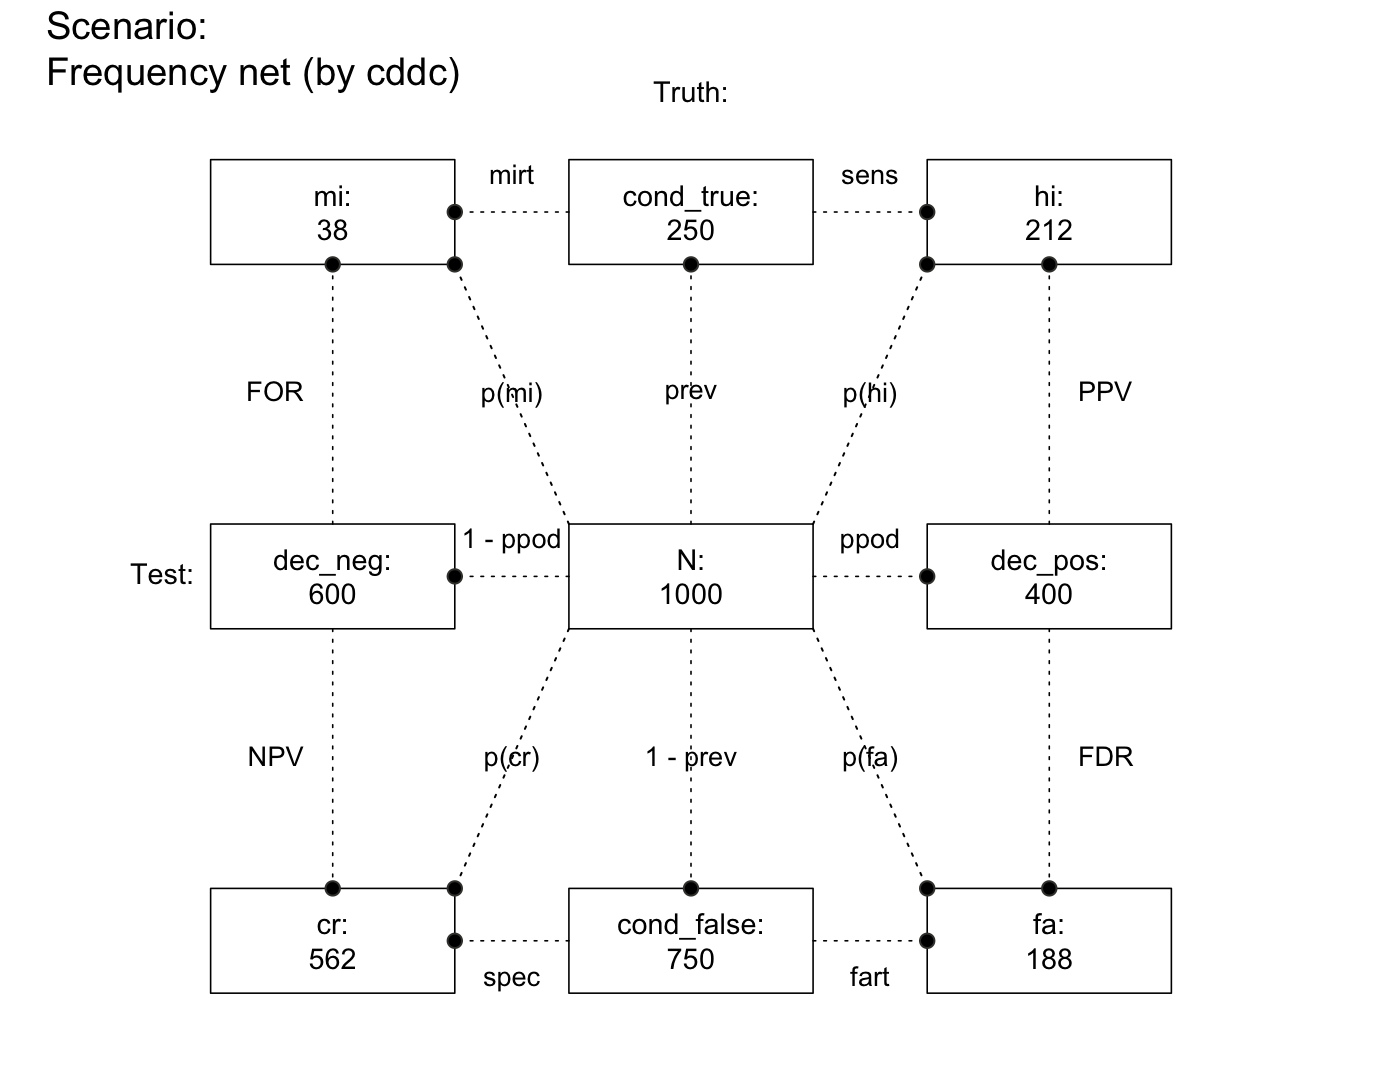 Scenario:
Frequency net (by cddc)
Truth:
mirt
sens
mi:
38
cond_true:
250
hi:
212
FOR
p(mi)
prev
p(hi)
PPV
1 - ppod
ppod
Test:
dec_neg:
600
N:
1000
dec_pos:
400
NPV
p(cr)
1 - prev
p(fa)
FDR
cr:
562
cond_false:
750
fa:
188
spec
fart